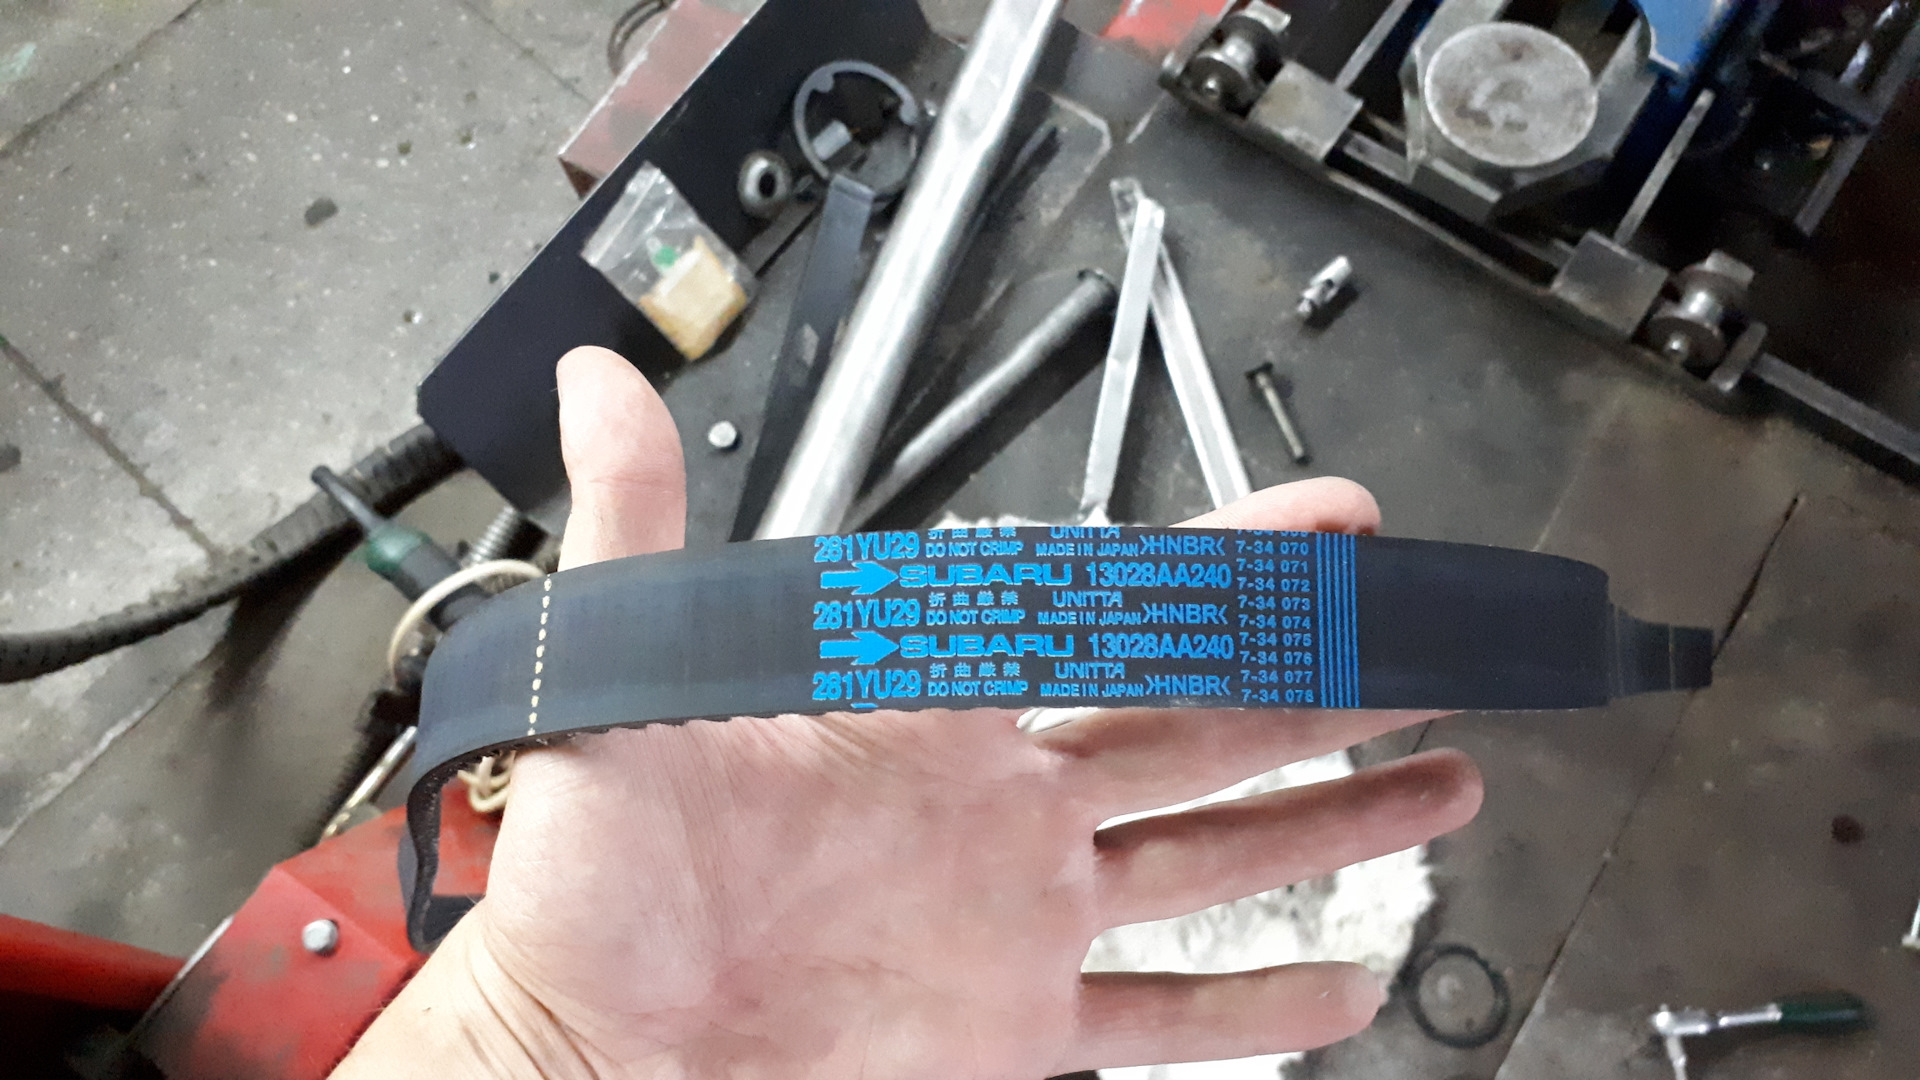 折曲厳禁 UNITTA
281YU29 DO NOT CRIMP MADE IN JAPAN >HNBR< 7-34 070
7-34 071
SUBARU 13028AA240
7-34 072
折曲厳禁 UNITTA 7-34 073
281YU29 DO NOT CRIMP MADE IN JAPAN >HNBR< 7-34 074
7-34 075
SUBARU 13028AA240
7-34 076
折曲厳禁 UNITTA 7-34 077
281YU29 DO NOT CRIMP MADE IN JAPAN >HNBR< 7-34 078